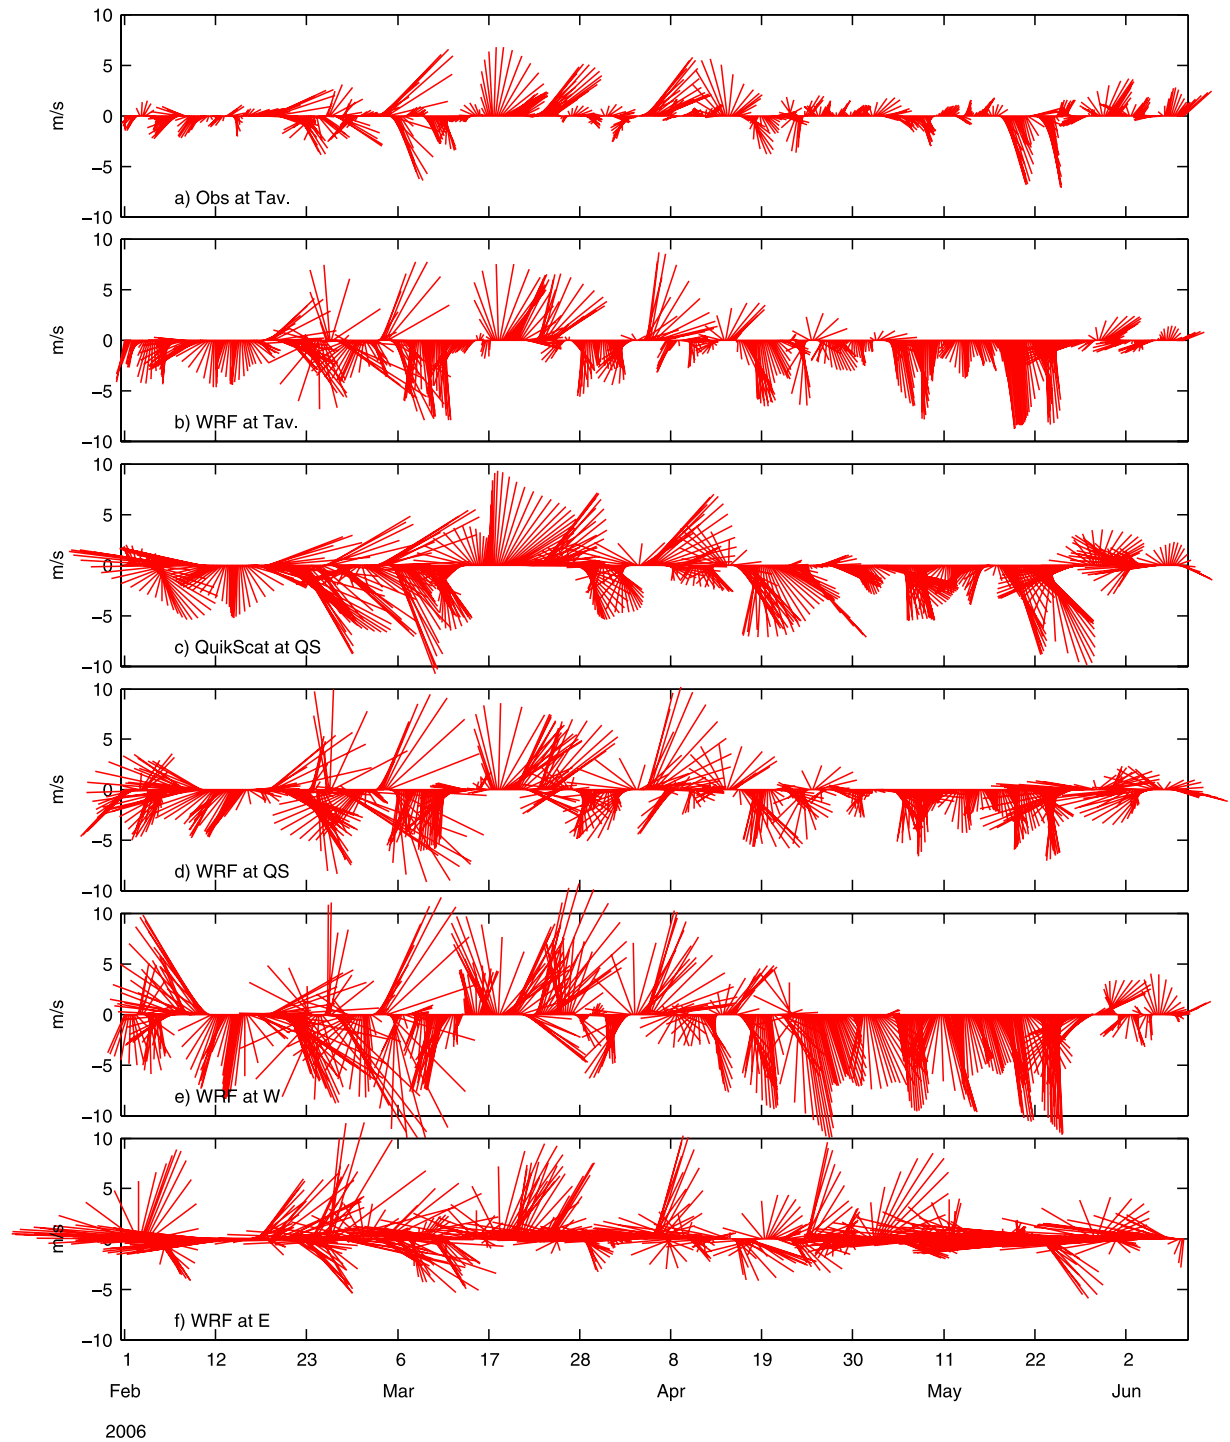 10
5
m/s
0
−5
a) Obs at Tav.
−10
10
5
m/s
0
−5
b) WRF at Tav.
−10
10
5
m/s
0
−5
c) QuikScat at QS
−10
10
5
m/s
0
−5
d) WRF at QS
−10
10
5
m/s
0
−5
e) WRF at W
−10
10
5
m/s
0
−5
f) WRF at E
−10
1 12 23 6 17 28 8 19 30 11 22 2
Feb Mar Apr May Jun
2006